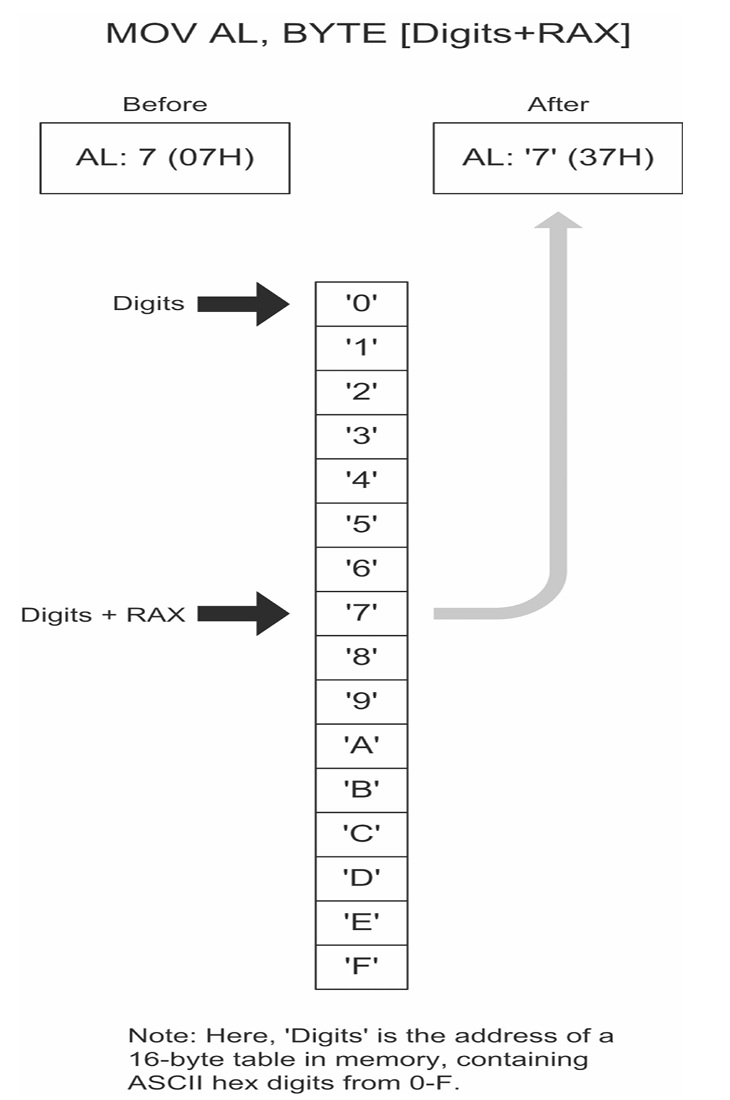 MOV AL, BYTE [Digits+RAX]
Before
After
AL: 7 (07H)
AL: '7' (37H)
Digits
'0'
'1'
'2'
'3'
'4'
'5'
'6'
Digits + RAX
'7'
'8'
'9'
'A'
'B'
'C'
'D'
'E'
'F'
Note: Here, 'Digits' is the address of a
16-byte table in memory, containing
ASCII hex digits from 0-F.